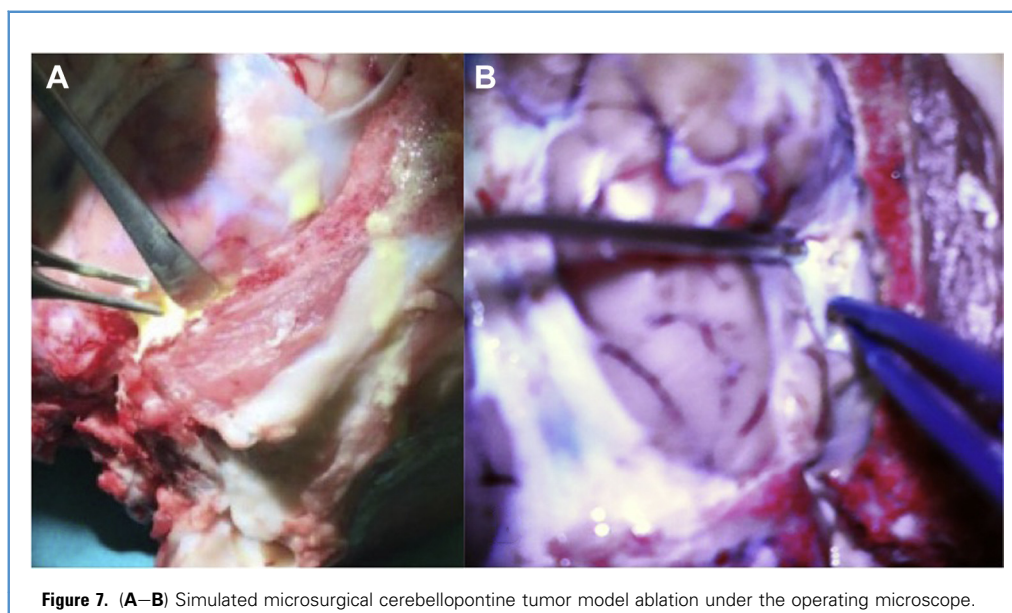 A
B
Figure 7. (A–B) Simulated microsurgical cerebellopontine tumor model ablation under the operating microscope.